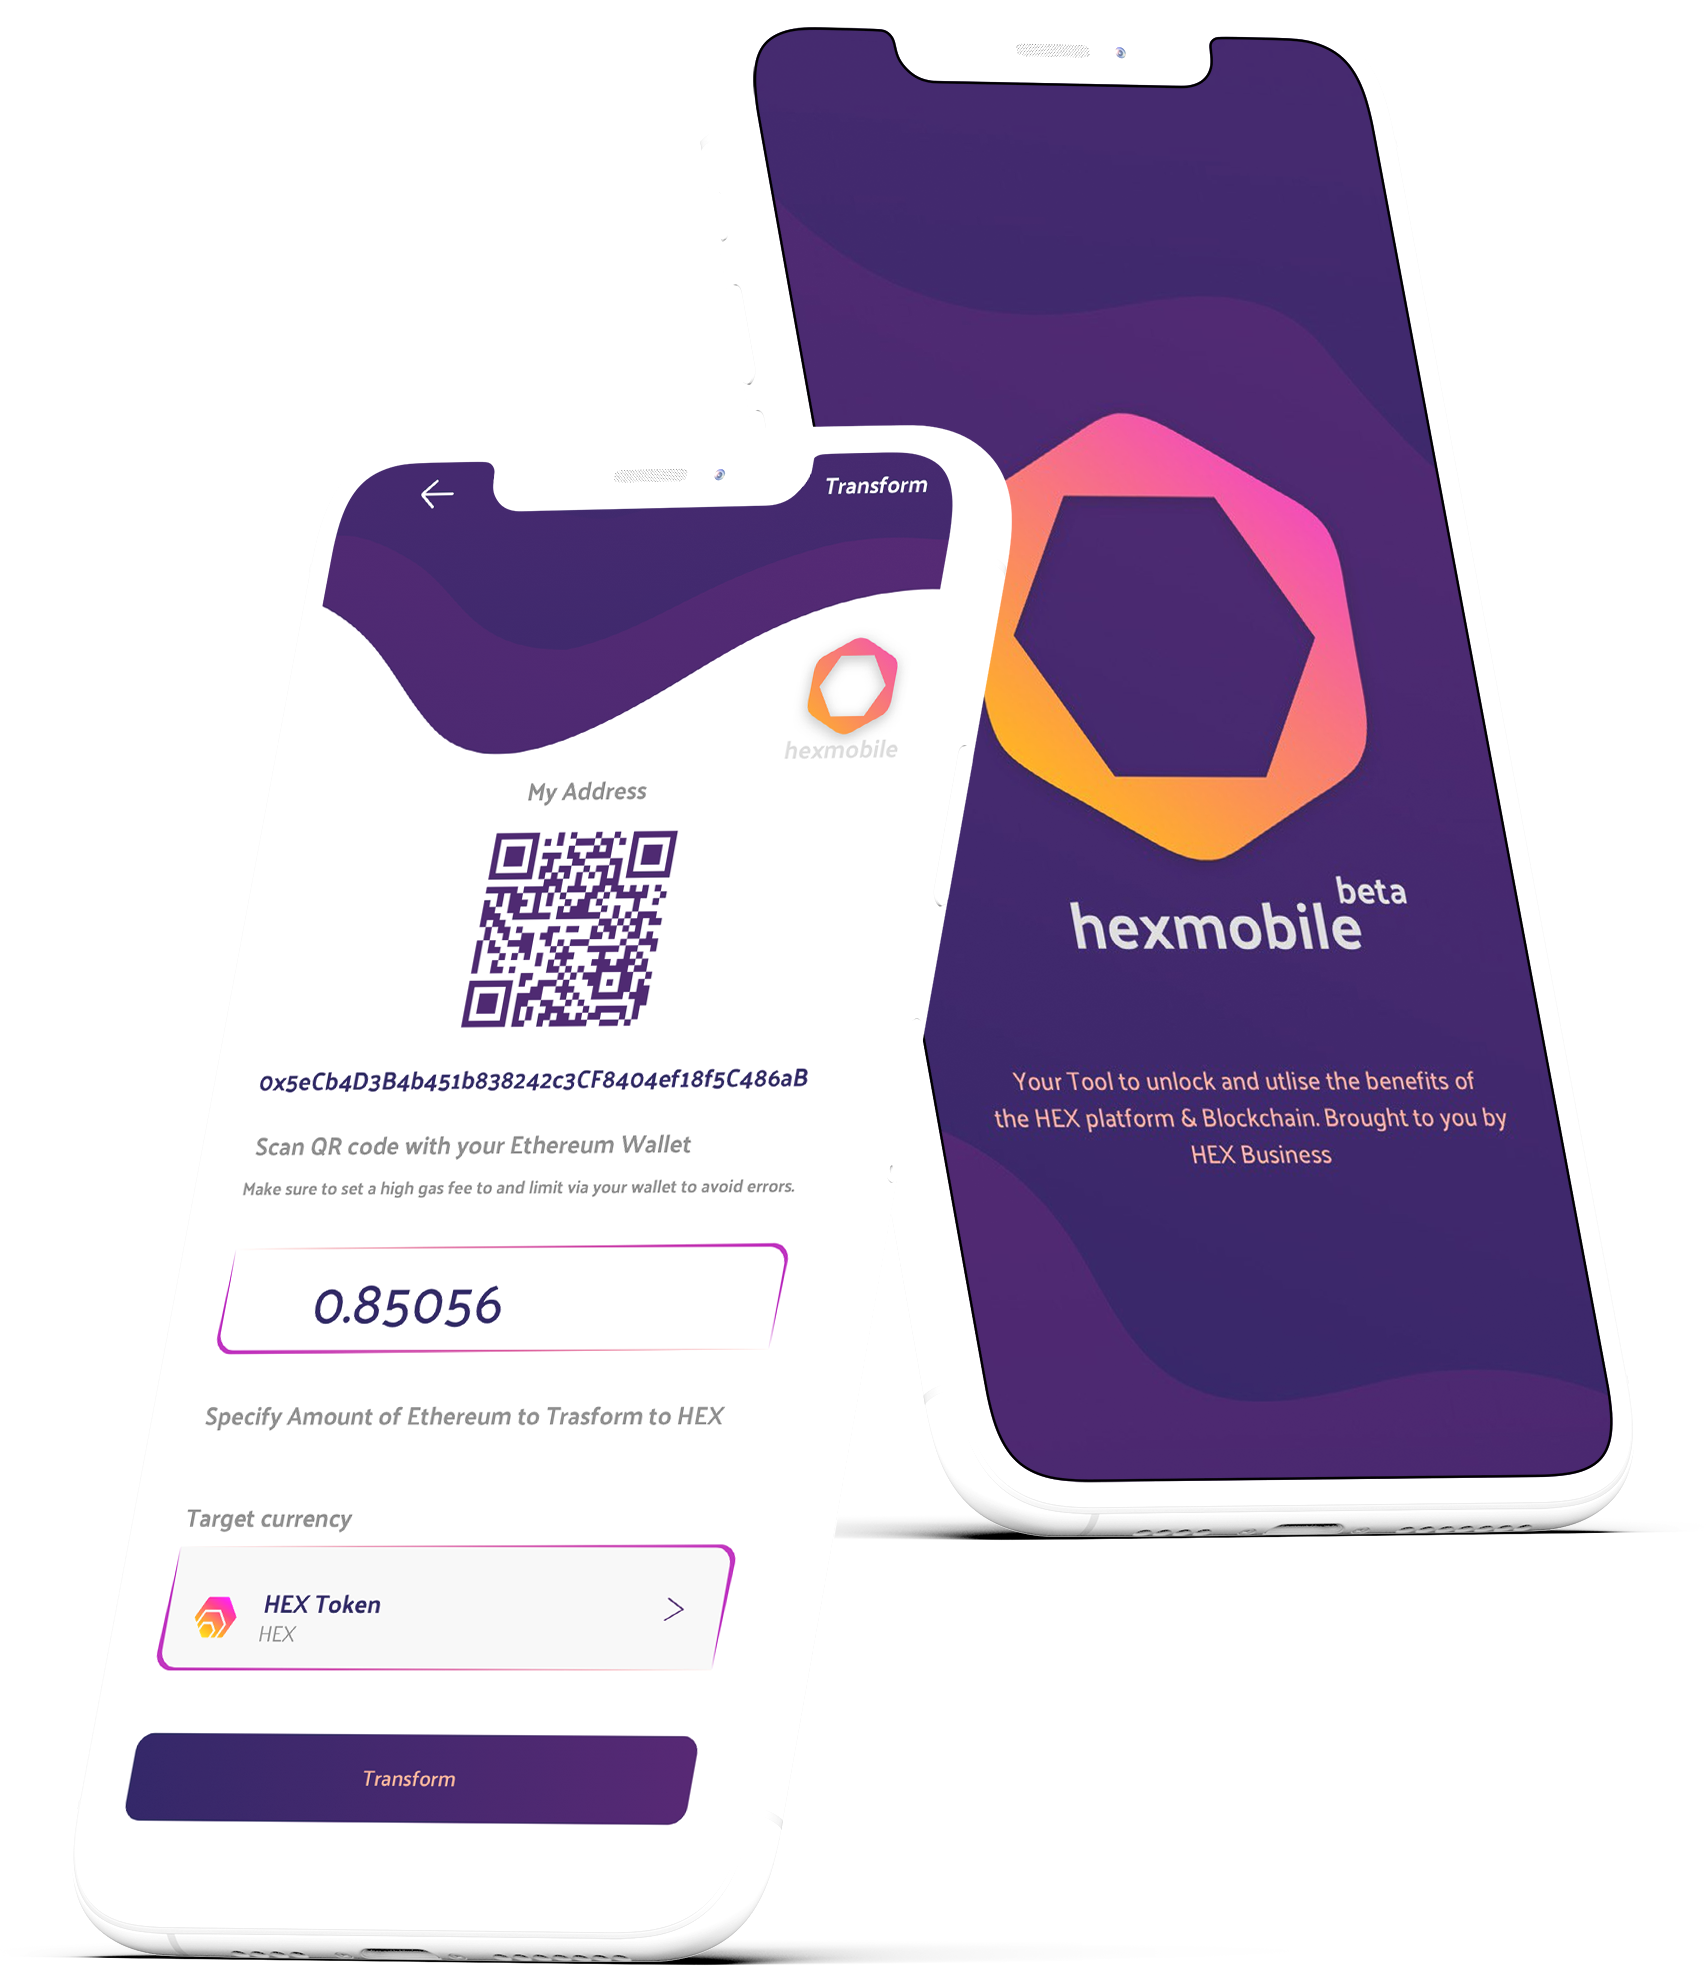 Transform
hexmobile
My Address
0x5eCb4D3B4b451b838242c3CF8404ef18f5C486aB
Scan QR code with your Ethereum Wallet
Make sure to set a high gas fee to and limit via your wallet to avoid errors.
0.85056
Specify Amount of Ethereum to Trasform to HEX
Target currency
HEX Token
HEX
Transform
hexmobile beta
Your Tool to unlock and utlise the benefits of
the HEX platform & Blockchain. Brought to you by
HEX Business